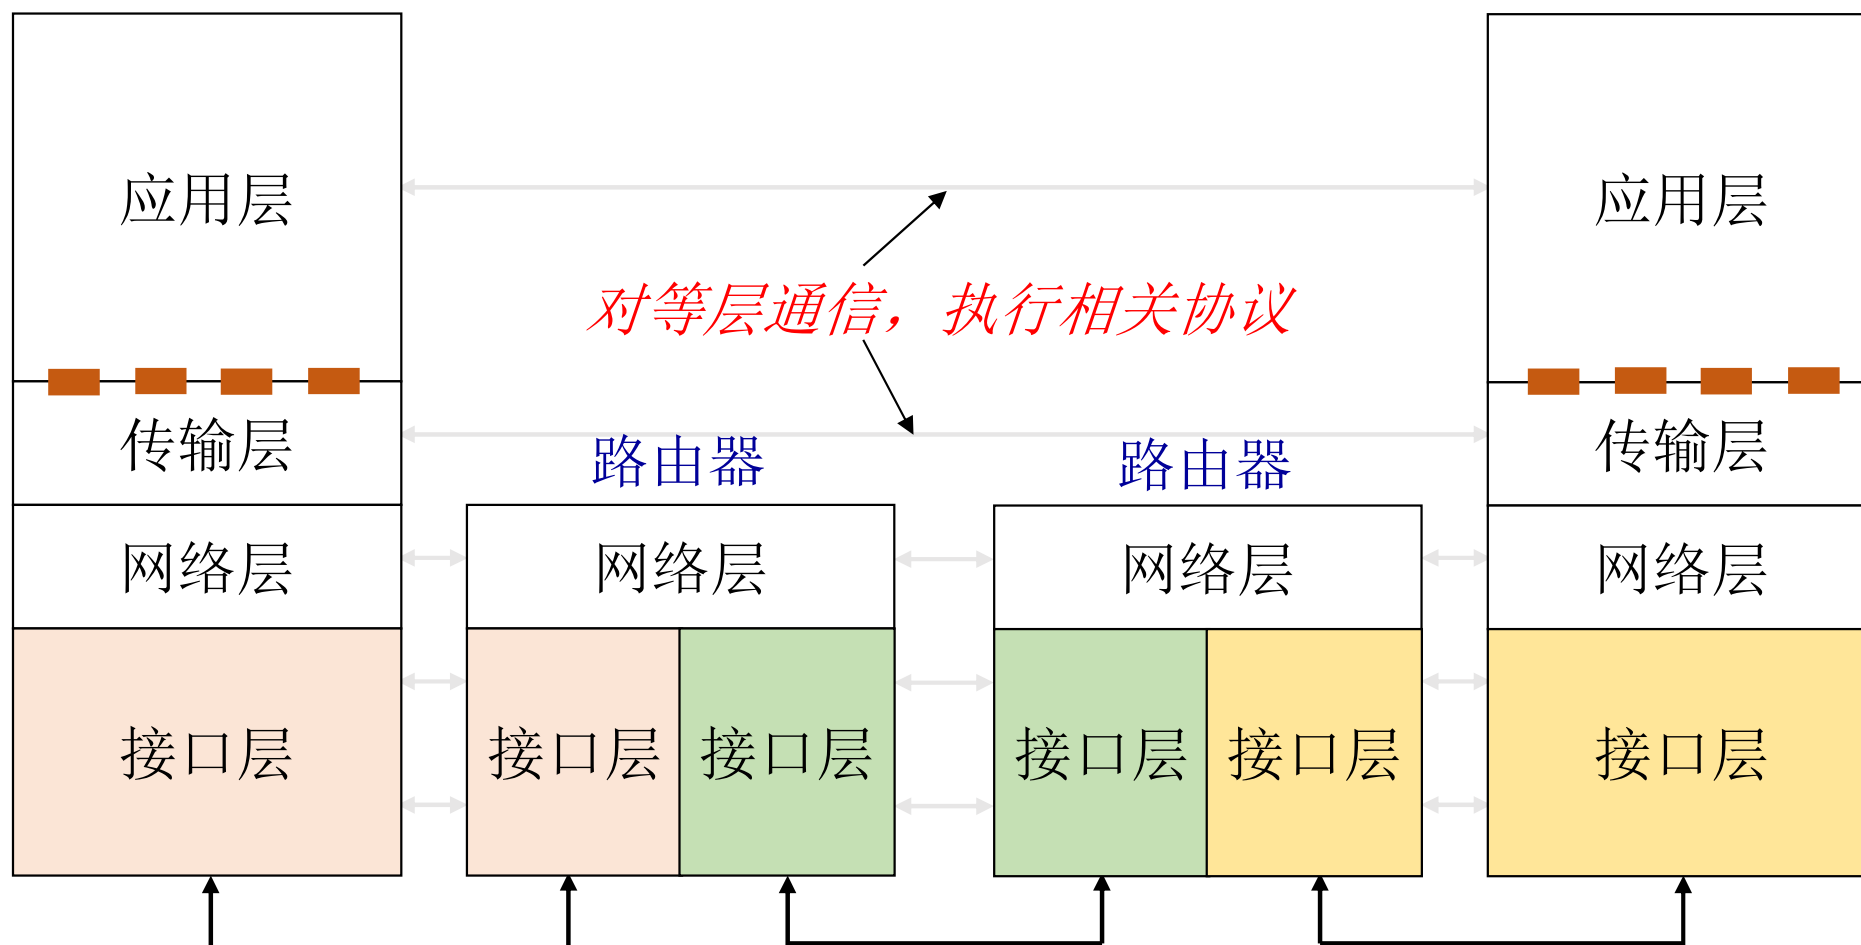 应用层
应用层
对等层通信，执行相关协议
传输层
路由器
路由器
传输层
网络层
网络层
网络层
网络层
接口层
接口层
接口层
接口层
接口层
接口层